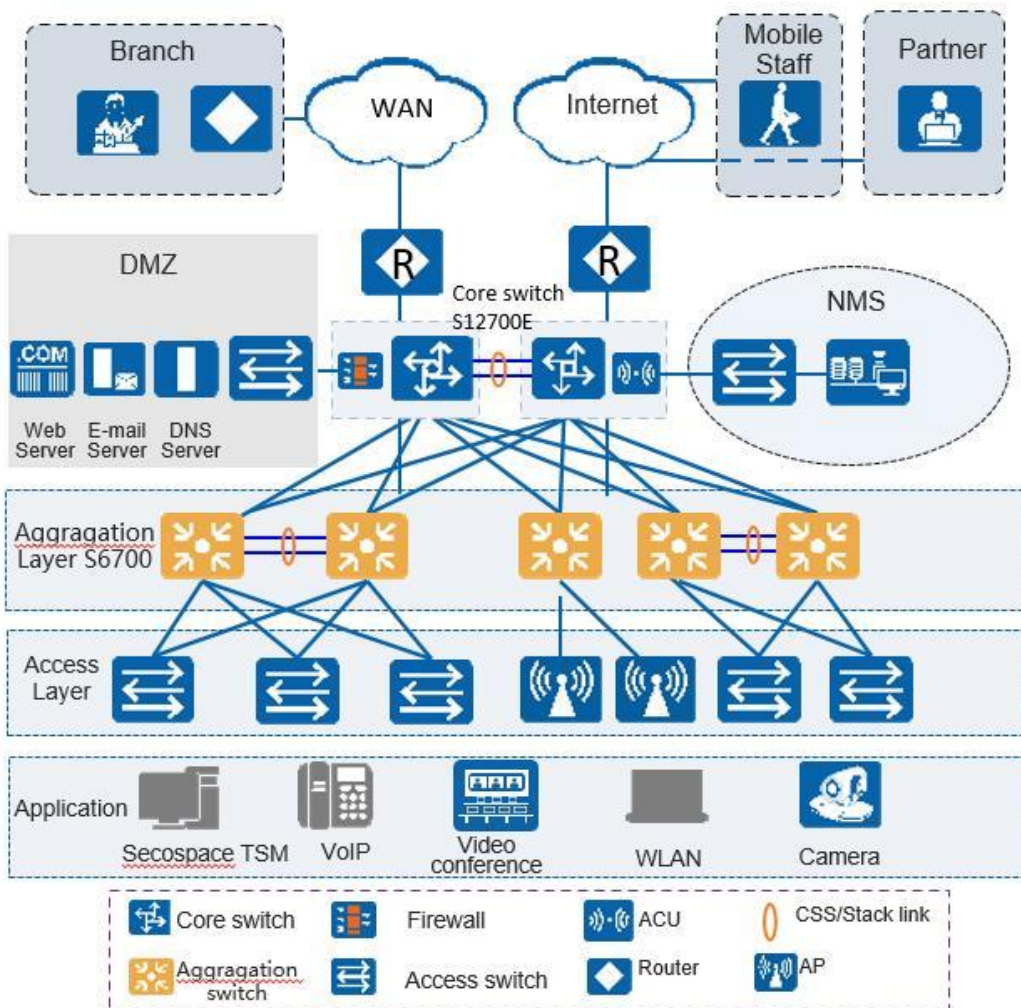 Branch
WAN
Internet
Mobile
Staff
Partner
DMZ
R
R
Core switch
S12700E
NMS
.COM
Web
Server
E-mail
Server
DNS
Server
Aggragation
Layer S6700
Access
Layer
Application
Secospace TSM
VoIP
Video
conference
WLAN
Camera
Core switch
Firewall
ACU
CSS/Stack link
Aggragation
switch
Access switch
Router
AP